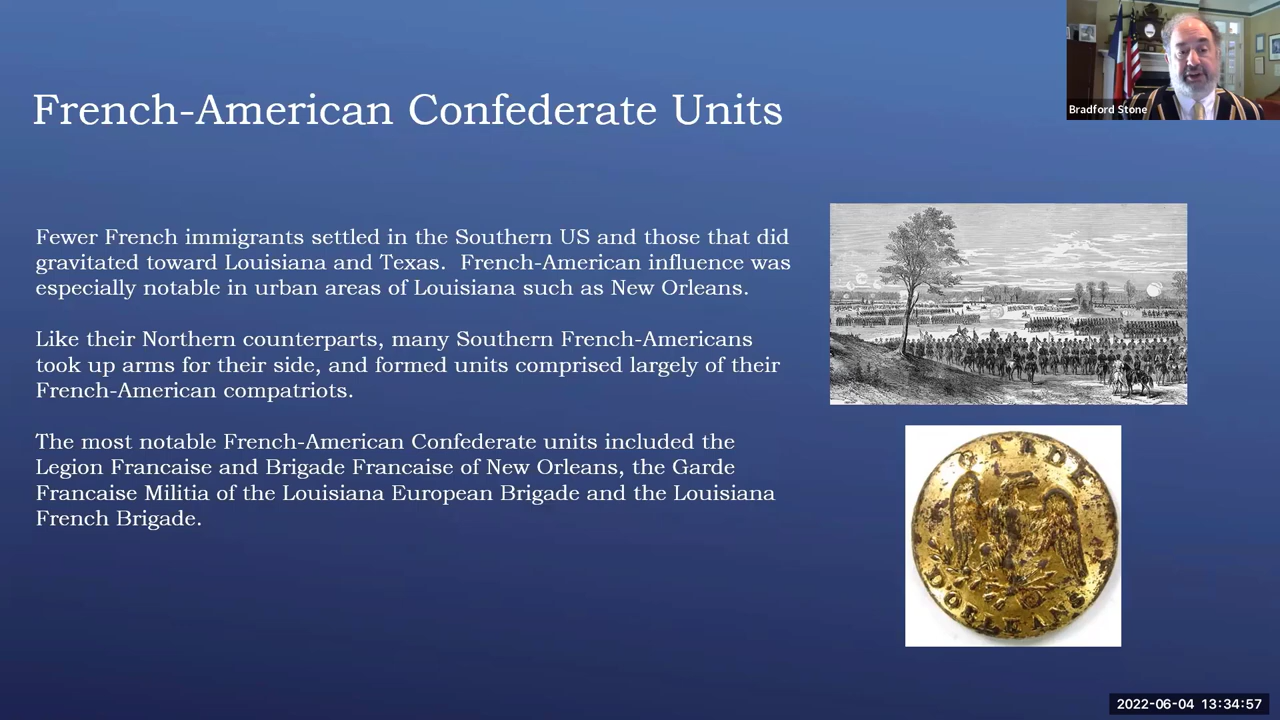 French-American Confederate Units
Bradford Stone
Fewer French immigrants settled in the Southern US and those that did
gravitated toward Louisiana and Texas.  French-American influence was
especially notable in urban areas of Louisiana such as New Orleans.
Like their Northern counterparts, many Southern French-Americans
took up arms for their side, and formed units comprised largely of their
French-American compatriots.
The most notable French-American Confederate units included the
Legion Francaise and Brigade Francaise of New Orleans, the Garde
Francaise Militia of the Louisiana European Brigade and the Louisiana
French Brigade.
GARDE
D'ORLEANS
2022-06-04 13:34:57